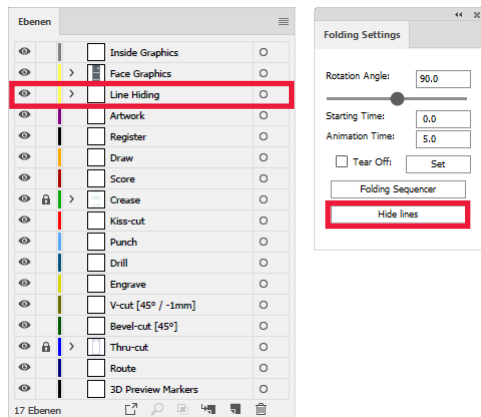 Ebenen
Inside Graphics
Face Graphics
Line Hiding
Artwork
Register
Draw
Score
Crease
Kiss-cut
Punch
Drill
Engrave
V-cut [45° / -1mm]
Bevel-cut [45°]
Thru-cut
Route
3D Preview Markers
17 Ebenen
Folding Settings
Rotation Angle: 90.0
Starting Time: 0.0
Animation Time: 5.0
Tear Off: Set
Folding Sequencer
Hide lines